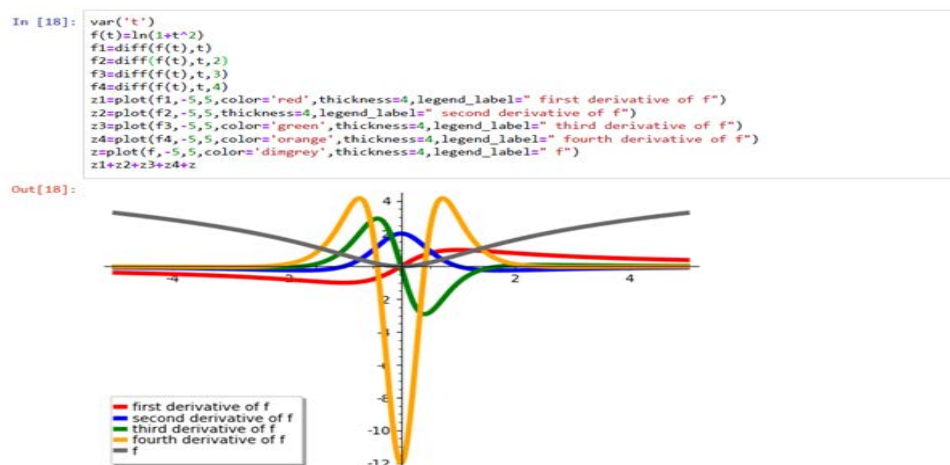 In [18]: var('t')
f(t)=ln(1+t^2)
f1=diff(f(t),t)
f2=diff(f(t),t,2)
f3=diff(f(t),t,3)
f4=diff(f(t),t,4)
z1=plot(f1,-5,5,color='red',thickness=4,legend_label=" first derivative of f")
z2=plot(f2,-5,5,thickness=4,legend_label=" second derivative of f")
z3=plot(f3,-5,5,color='green',thickness=4,legend_label=" third derivative of f")
z4=plot(f4,-5,5,color='orange',thickness=4,legend_label=" fourth derivative of f")
z=plot(f,-5,5,color='dimgrey',thickness=4,legend_label=" f")
z1+z2+z3+z4+z
Out[18]:
4
-4 2 4
2
-10
-12
first derivative of f
second derivative of f
third derivative of f
fourth derivative of f
f